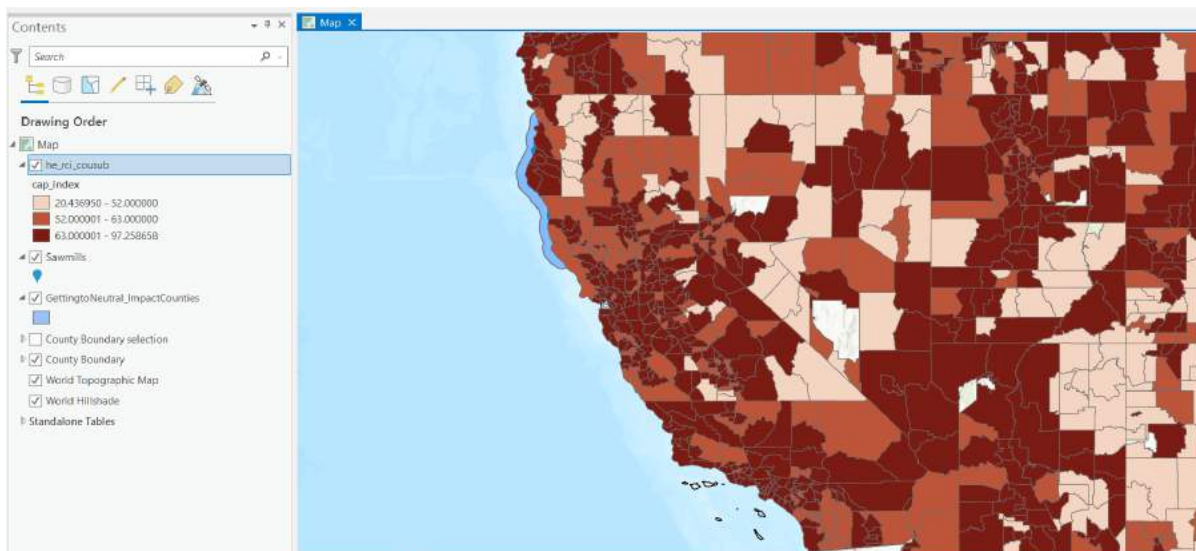 Contents
Map
Search
Drawing Order
Map
he_rci_cousub
cap_index
20.436950 - 52.000000
52.000001 - 63.000000
63.000001 - 97.258658
Sawmills
GettingtoNeutral_ImpactCounties
County Boundary selection
County Boundary
World Topographic Map
World Hillshade
Standalone Tables